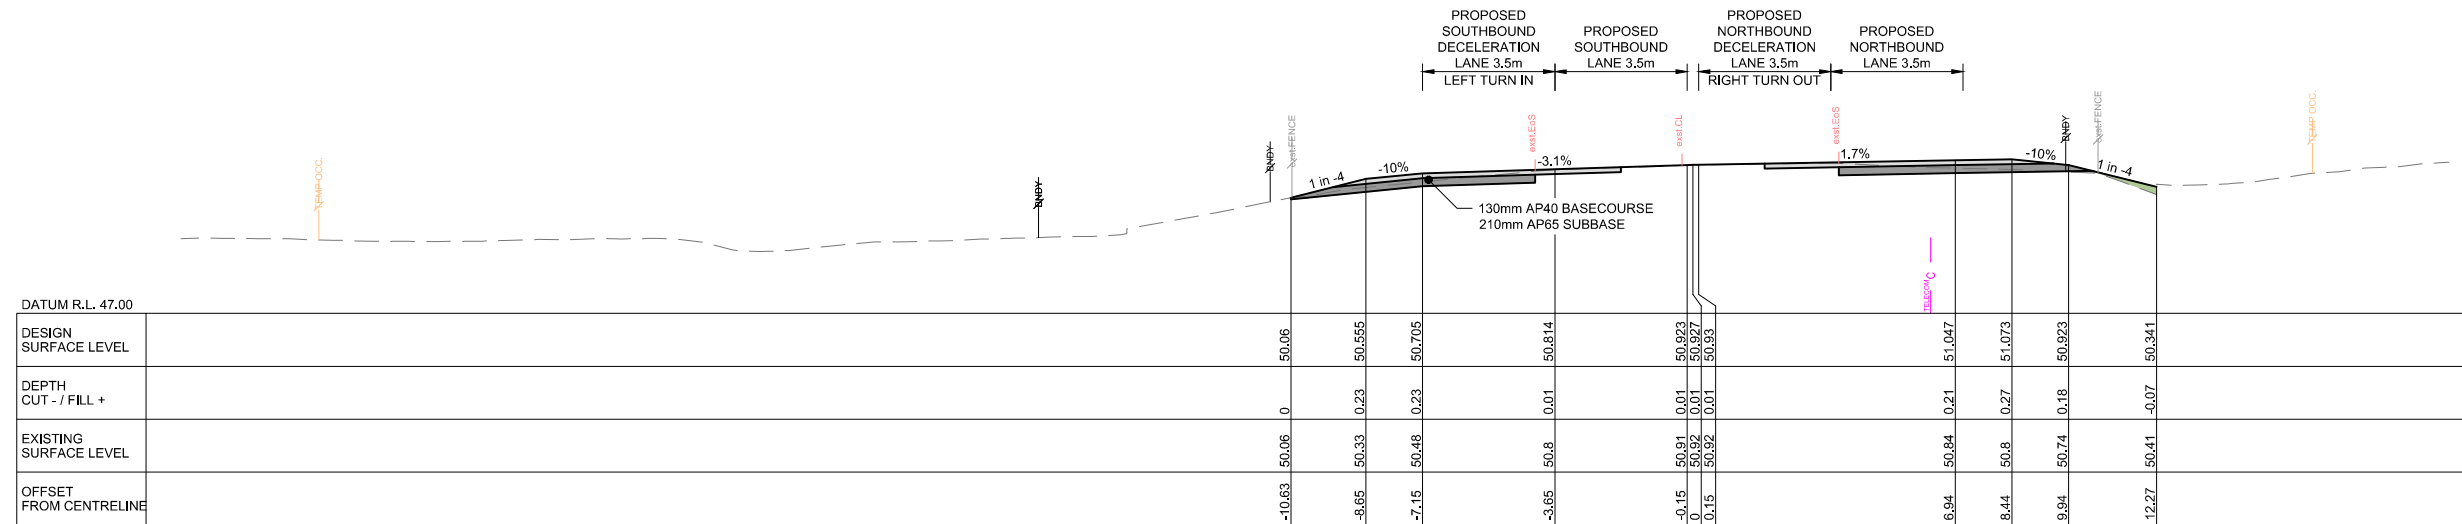 PROPOSED
SOUTHBOUND
DECELERATION
LANE 3.5m
LEFT TURN IN
PROPOSED
SOUTHBOUND
LANE 3.5m
PROPOSED
NORTHBOUND
DECELERATION
LANE 3.5m
RIGHT TURN OUT
PROPOSED
NORTHBOUND
LANE 3.5m
TEMP OCC.
BNDY
BNDY
exst.FENCE
exst.EoS
exst.CL
exst.EoS
BNDY
exst.FENCE
TEMP OCC.
1 in -4
-10%
-3.1%
1.7%
-10%
1 in -4
130mm AP40 BASECOURSE
210mm AP65 SUBBASE
TELECOM C
DATUM R.L. 47.00
DESIGN
SURFACE LEVEL
50.06 50.555 50.705 50.814 50.923 50.927 50.93 51.047 51.073 50.923 50.341
DEPTH
CUT - / FILL +
0 0.23 0.23 0.01 0.01 0.01 0.01 0.21 0.27 0.18 -0.07
EXISTING
SURFACE LEVEL
50.06 50.33 50.48 50.8 50.91 50.92 50.92 50.84 50.8 50.74 50.41
OFFSET
FROM CENTRELINE
-10.63 -8.65 -7.15 -3.65 -0.15 0 0.15 6.94 8.44 9.94 12.27